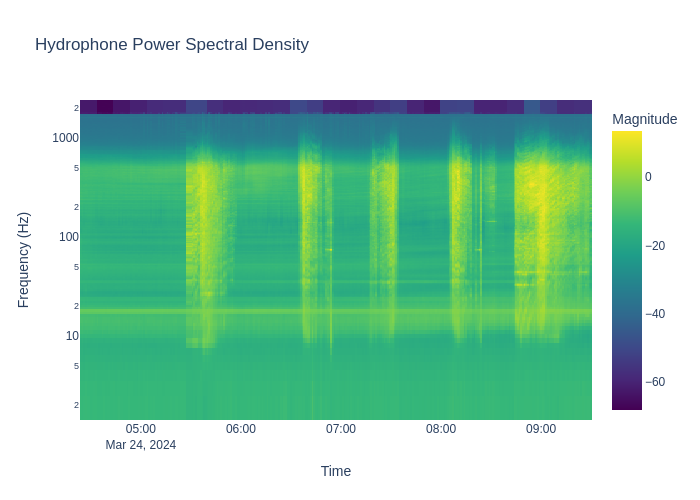 Hydrophone Power Spectral Density
Magnitude
2
1000
5
2
100
5
2
10
5
2
Frequency (Hz)
0
−20
−40
−60
05:00 06:00 07:00 08:00 09:00
Mar 24, 2024
Time